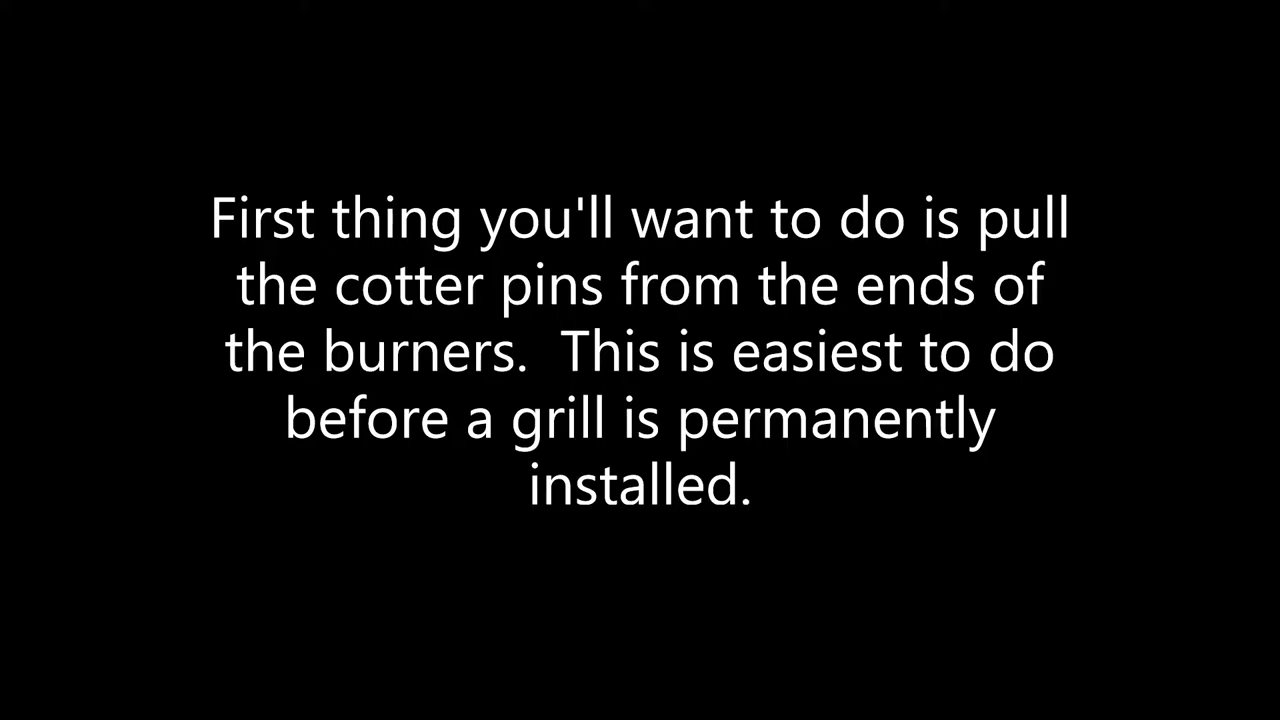 First thing you'll want to do is pull
the cotter pins from the ends of
the burners.  This is easiest to do
before a grill is permanently
installed.